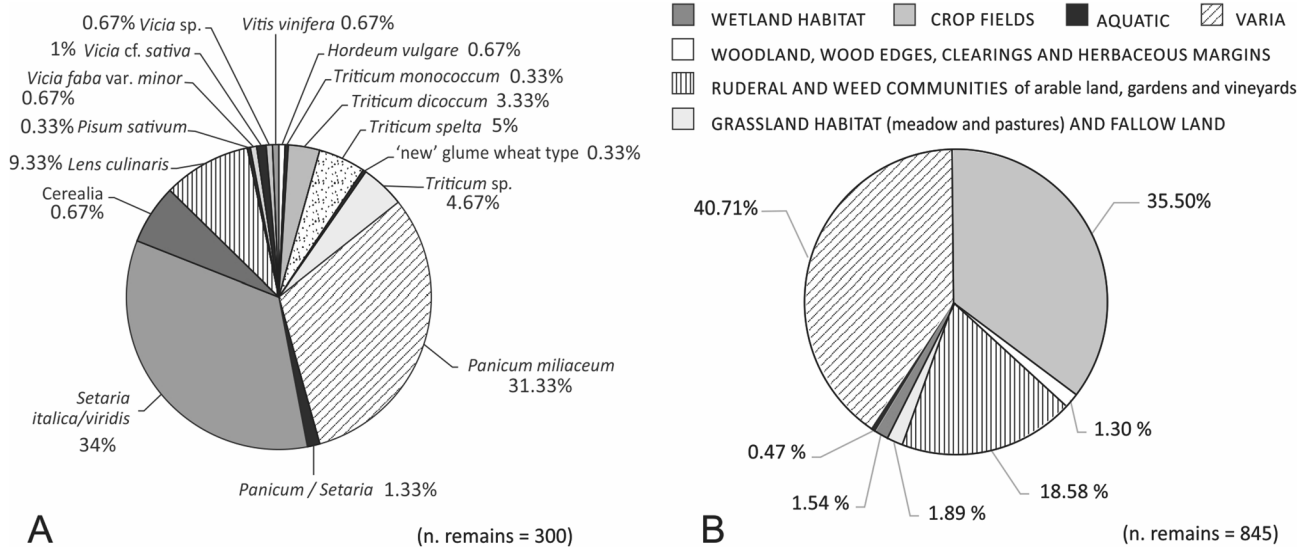 0.67% Vicia sp.
Vitis vinifera 0.67%
1% Vicia cf. sativa
Hordeum vulgare 0.67%
Vicia faba var. minor
0.67%
Triticum monococcum 0.33%
Triticum dicoccum 3.33%
0.33% Pisum sativum
Triticum spelta 5%
9.33% Lens culinaris
'new' glume wheat type 0.33%
Cerealia
0.67%
Triticum sp.
4.67%
Panicum miliaceum
31.33%
Setaria
italica/viridis
34%
Panicum / Setaria 1.33%
A
(n. remains = 300)
WETLAND HABITAT
CROP FIELDS
AQUATIC
VARIA
WOODLAND, WOOD EDGES, CLEARINGS AND HERBACEOUS MARGINS
RUDERAL AND WEED COMMUNITIES of arable land, gardens and vineyards
GRASSLAND HABITAT (meadow and pastures) AND FALLOW LAND
40.71%
35.50%
1.30 %
0.47 %
18.58 %
1.54 %
1.89 %
B
(n. remains = 845)